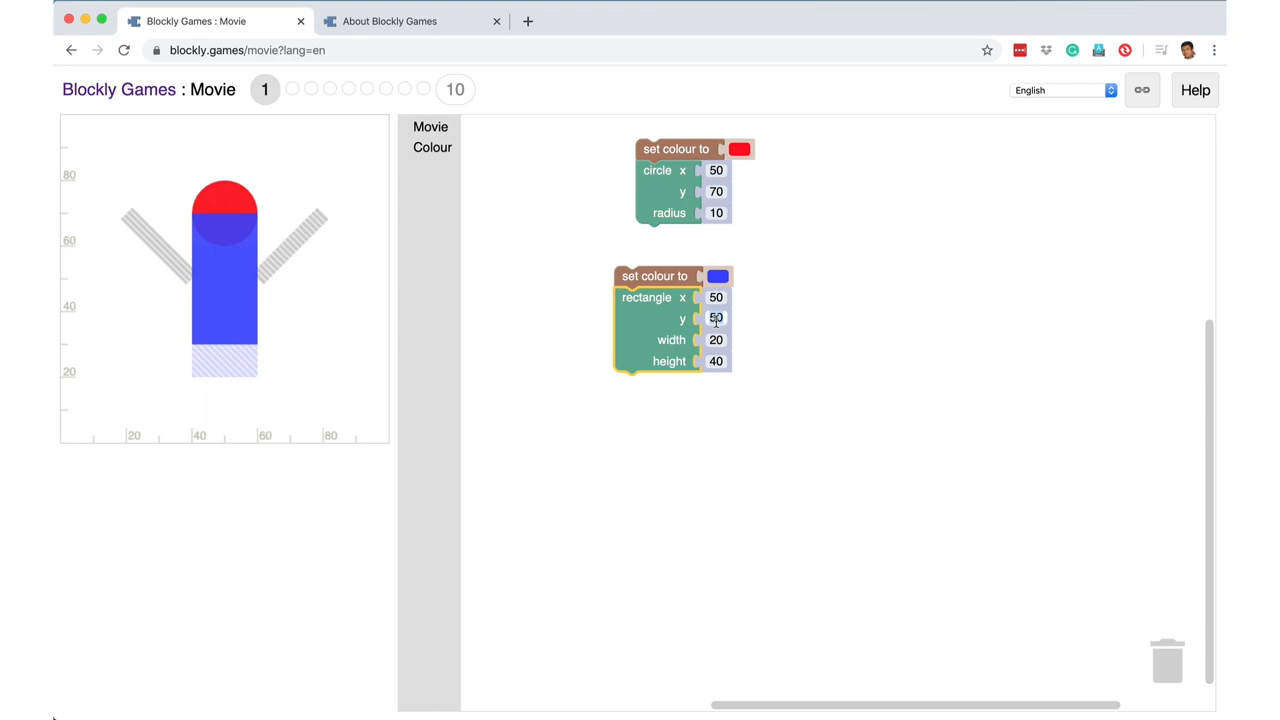 Blockly Games : Movie
About Blockly Games
blockly.games/movie?lang=en
Blockly Games : Movie
1
10
English
Help
80
60
40
20
20
40
60
80
Movie
Colour
set colour to
circle x 50
y 70
radius 10
set colour to
rectangle x 50
y 50
width 20
height 40